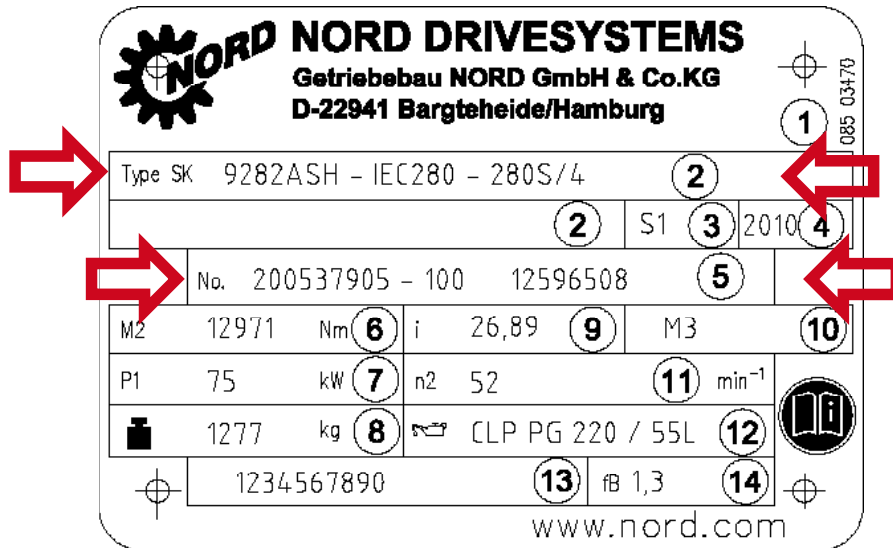 NORD NORD DRIVESYSTEMS
Getriebebau NORD GmbH & Co.KG
D-22941 Bargteheide/Hamburg
1
085 03470
Type SK 9282ASH - IEC280 - 280S/4 2
2 S1 3 2010 4
No. 200537905 - 100 12596508 5
M2 12971 Nm 6 i 26,89 9 M3 10
P1 75 kW 7 n2 52 11 min⁻¹
1277 kg 8 CLP PG 220 / 55L 12
1234567890 13 fB 1,3 14
www.nord.com